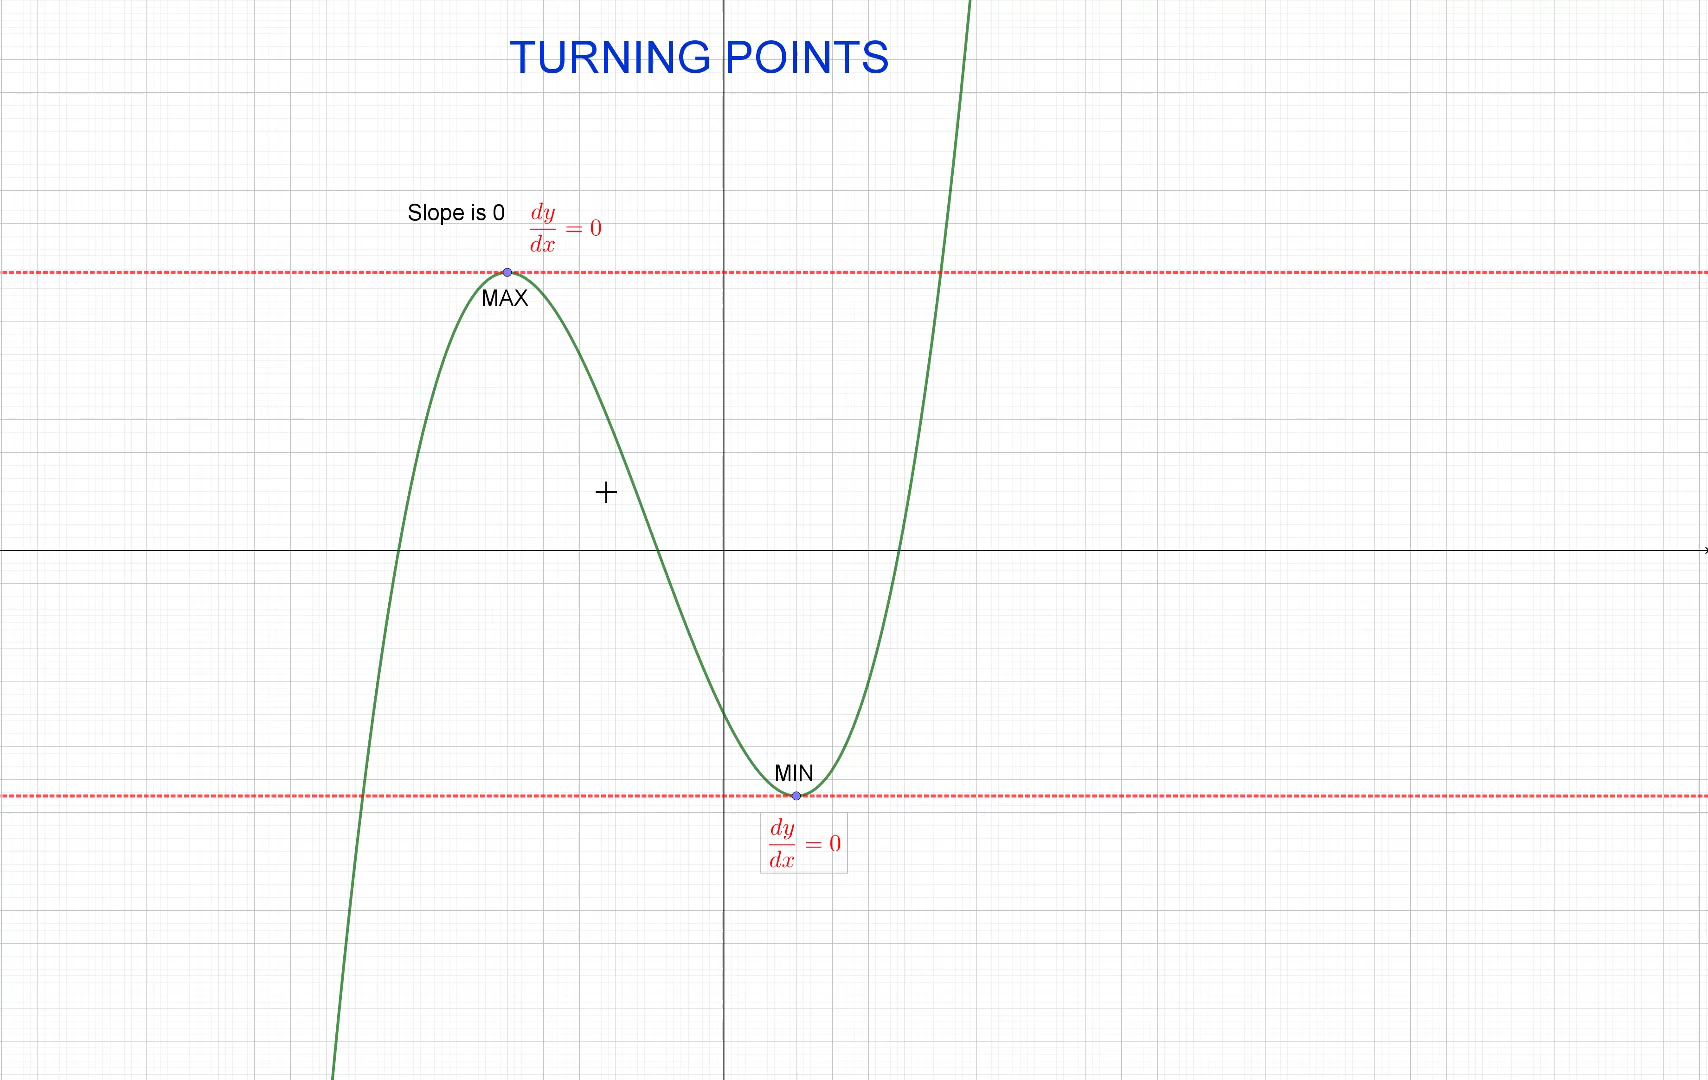 TURNING POINTS
Slope is 0 dy/dx = 0
MAX
MIN
dy/dx = 0